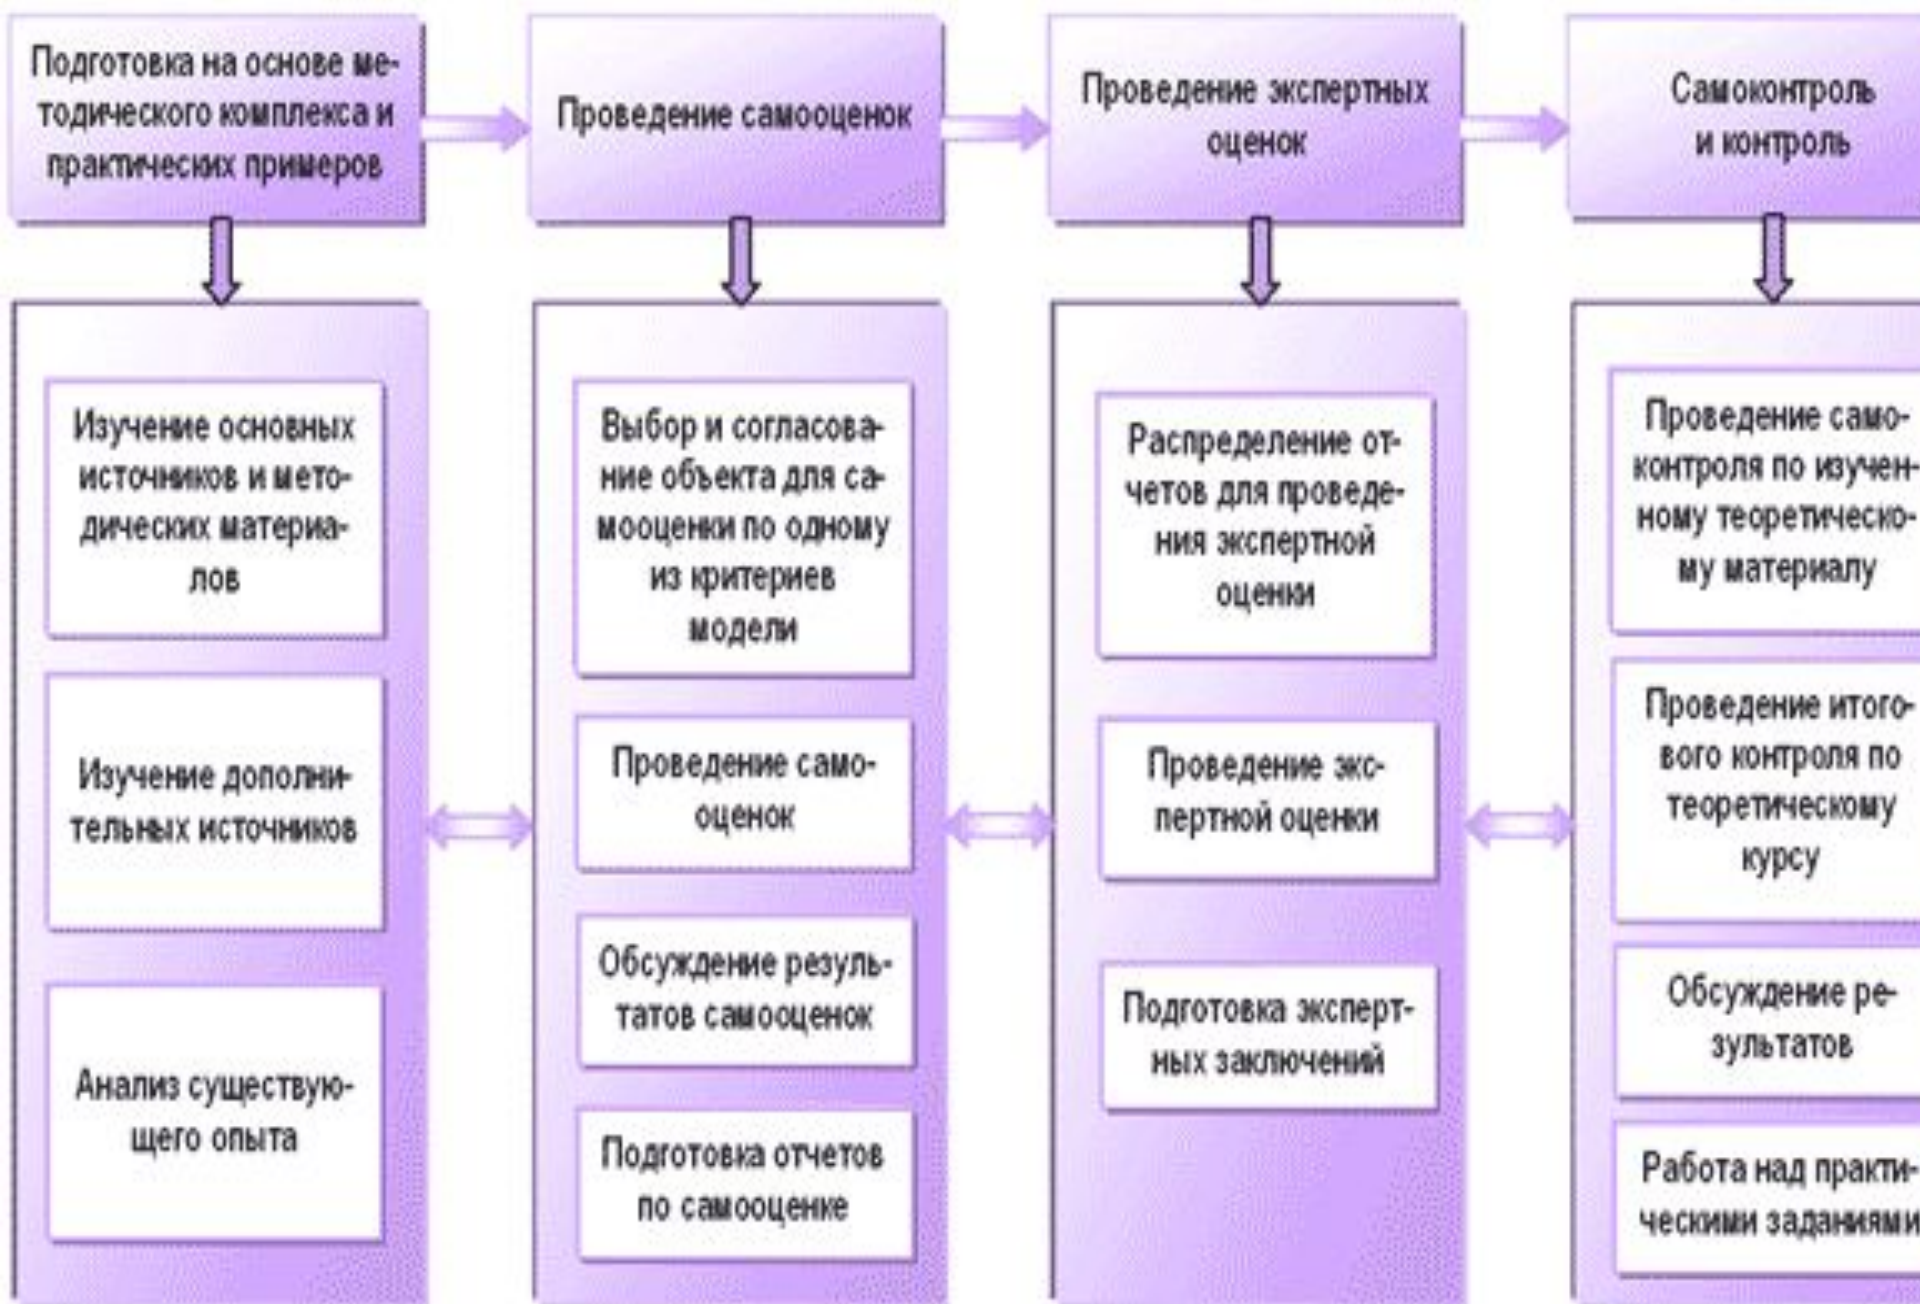 Подготовка на основе ме-
тодического комплекса и
практических примеров
Проведение самооценок
Проведение экспертных
оценок
Самоконтроль
и контроль
Изучение основных
источников и мето-
дических материа-
лов
Изучение дополни-
тельных источников
Анализ существую-
щего опыта
Выбор и согласова-
ние объекта для са-
мооценки по одному
из критериев
модели
Проведение само-
оценок
Обсуждение резуль-
татов самооценок
Подготовка отчетов
по самооценке
Распределение от-
четов для проведе-
ния экспертной
оценки
Проведение экс-
пертной оценки
Подготовка эксперт-
ных заключений
Проведение само-
контроля по изучен-
ному теоретическо-
му материалу
Проведение итого-
вого контроля по
теоретическому
курсу
Обсуждение ре-
зультатов
Работа над практи-
ческими заданиями